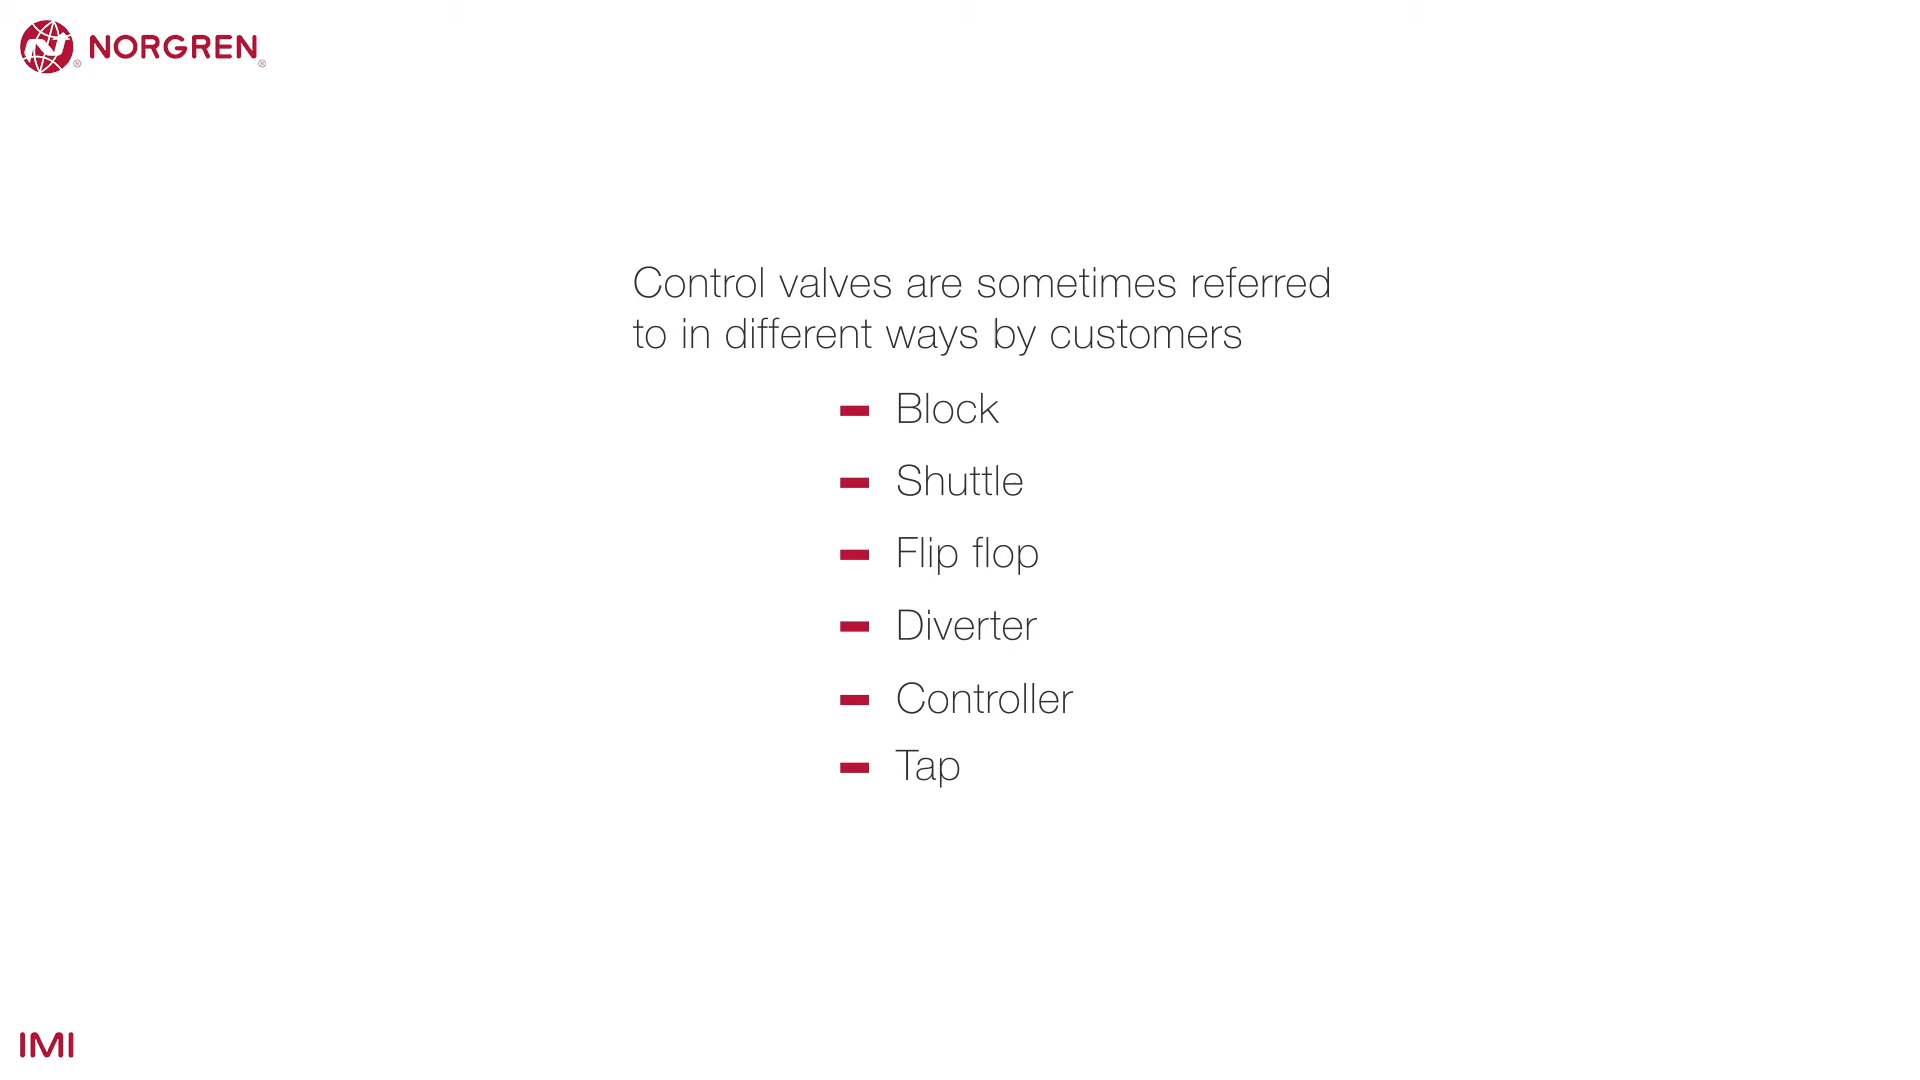 NORGREN
Control valves are sometimes referred
to in different ways by customers
Block
Shuttle
Flip flop
Diverter
Controller
Tap
IMI